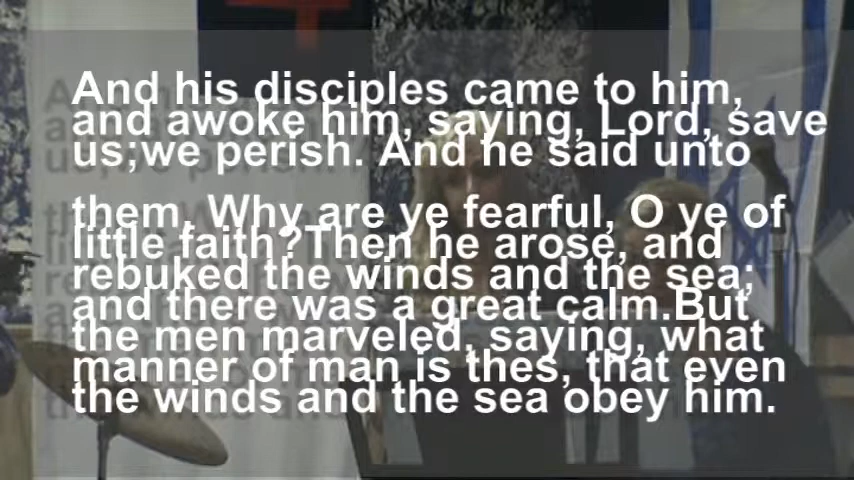 And his disciples came to him,
and awoke him, saying, Lord, save
us;we perish. And he said unto
them, Why are ye fearful, O ye of
little faith?Then he arose, and
rebuked the winds and the sea;
and there was a great calm.But
the men marveled, saying, what
manner of man is thes, that even
the winds and the sea obey him.